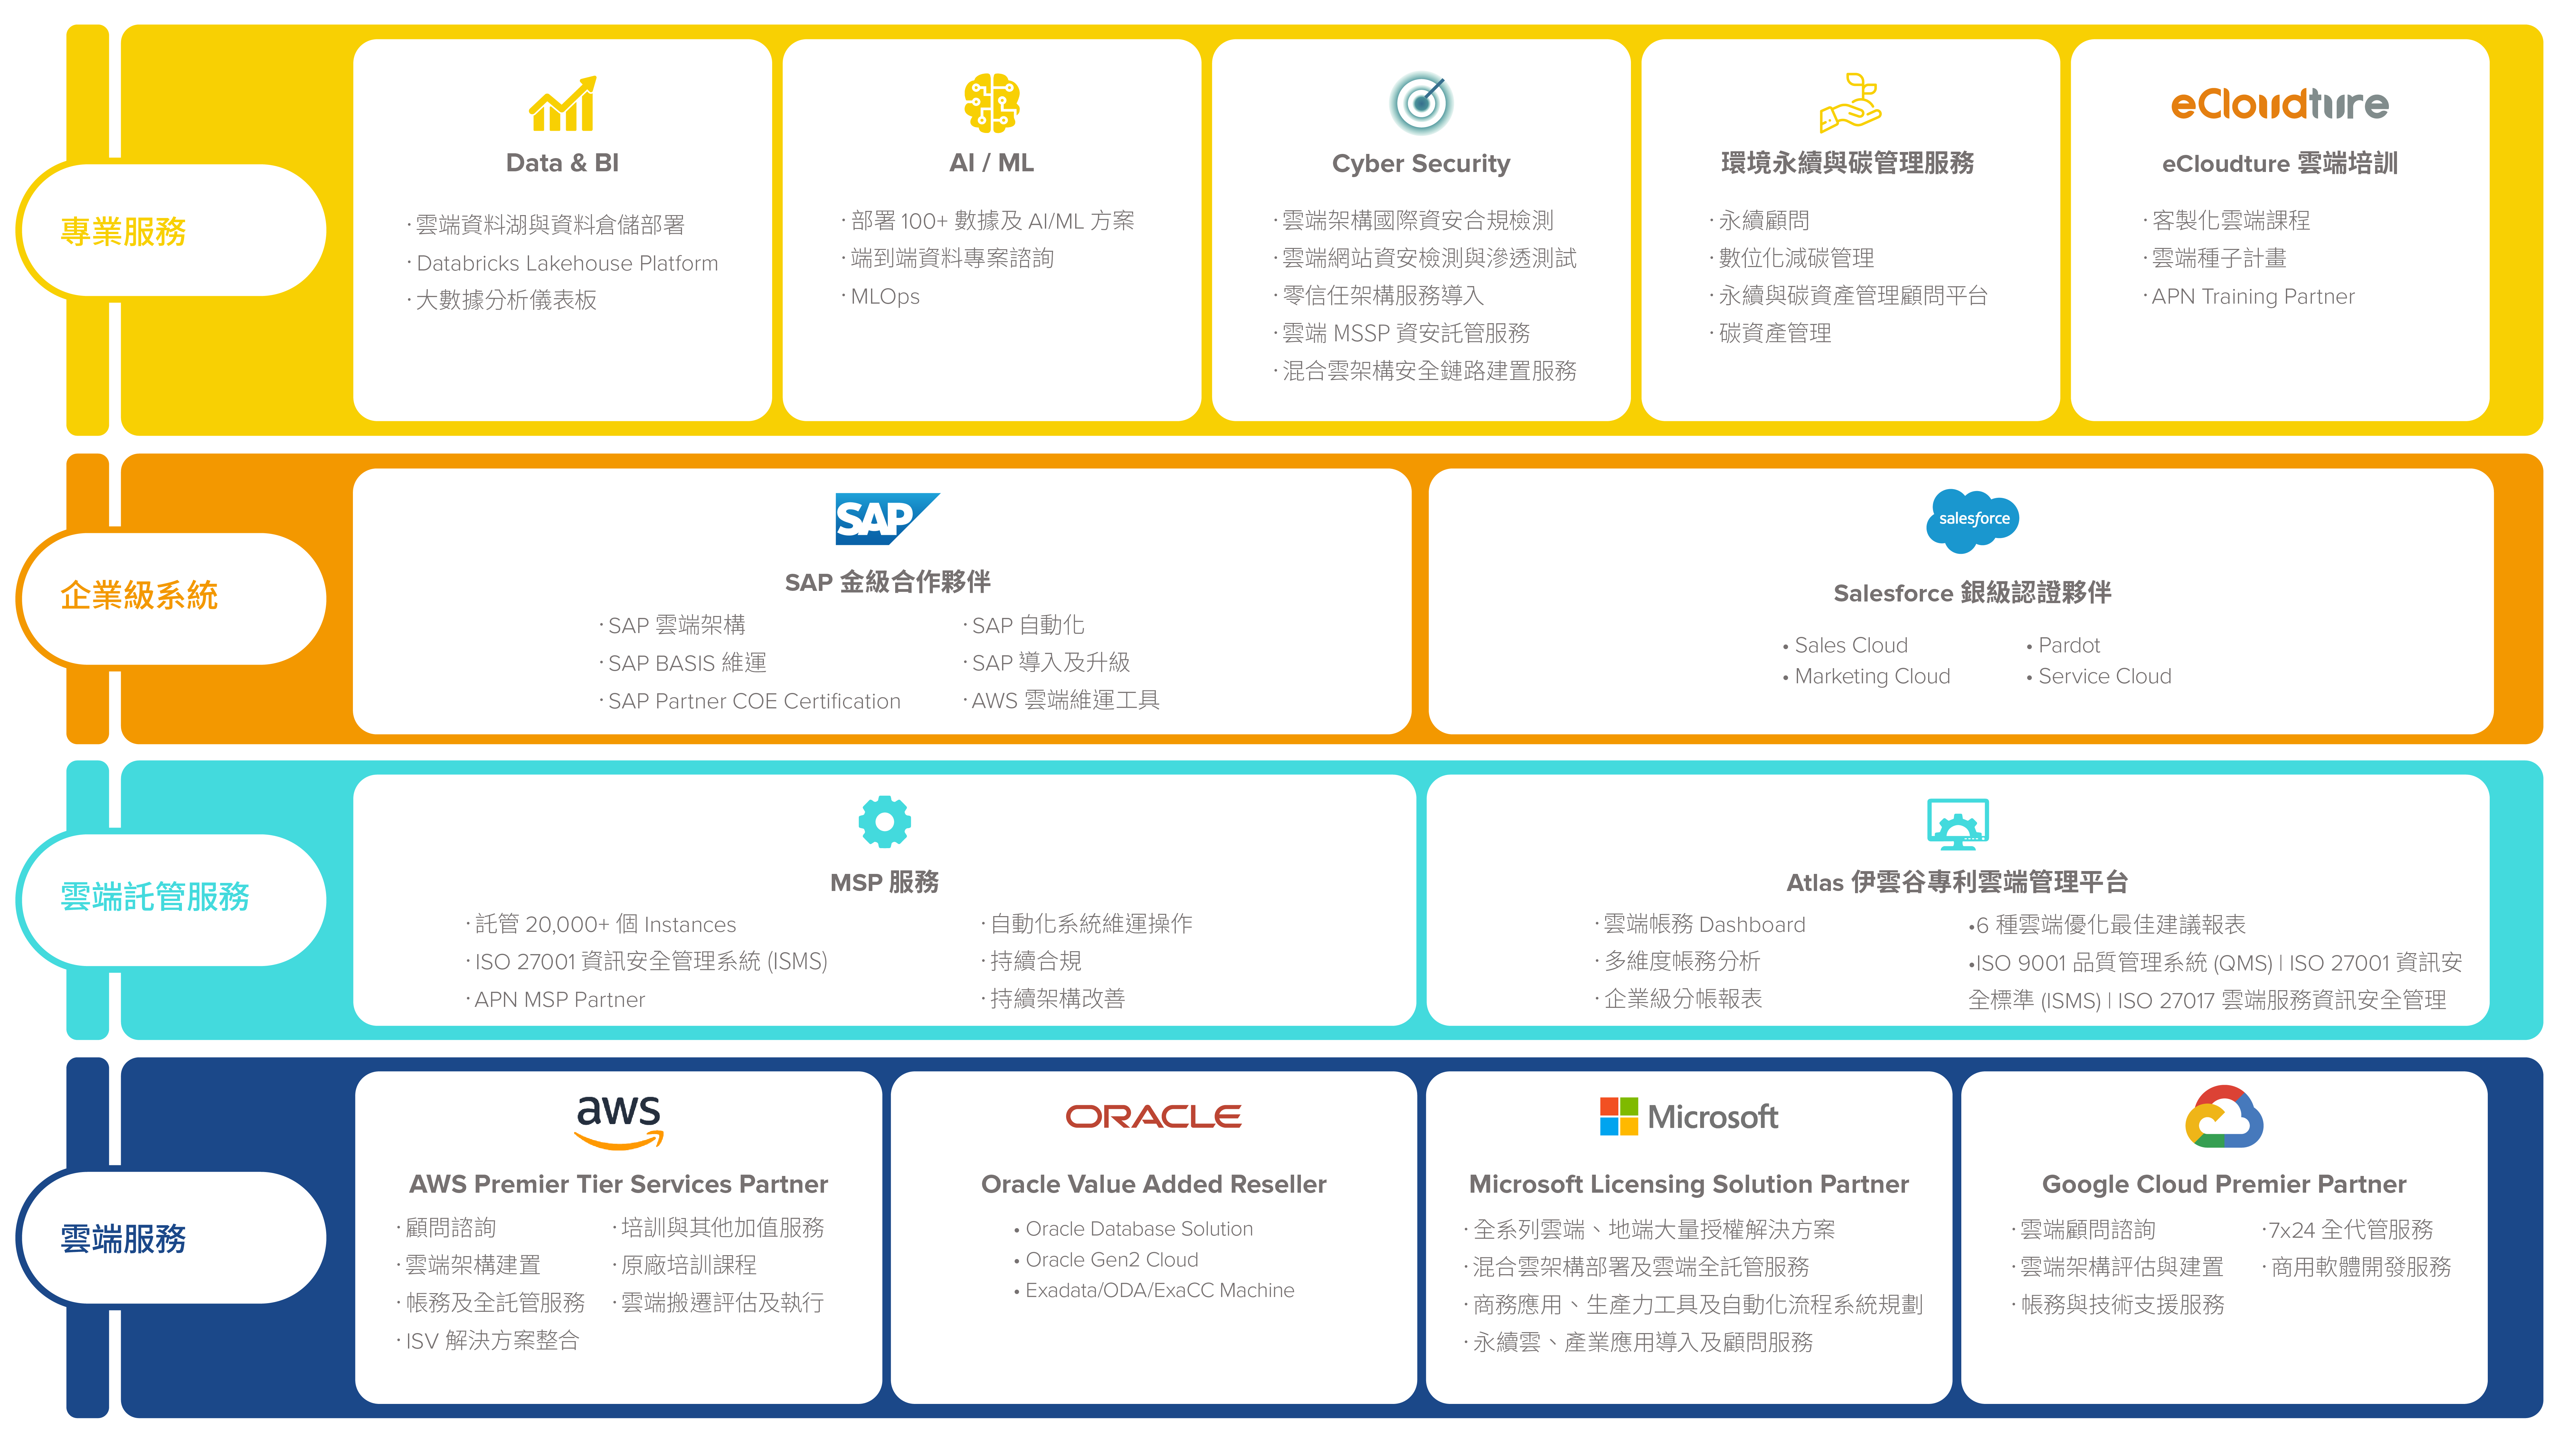 專業服務
Data & BI
· 雲端資料湖與資料倉儲部署
· Databricks Lakehouse Platform
· 大數據分析儀表板
AI / ML
· 部署 100+ 數據及 AI/ML 方案
· 端到端資料專案諮詢
· MLOps
Cyber Security
· 雲端架構國際資安合規檢測
· 雲端網站資安檢測與滲透測試
· 零信任架構服務導入
· 雲端 MSSP 資安託管服務
· 混合雲架構安全鏈路建置服務
環境永續與碳管理服務
· 永續顧問
· 數位化減碳管理
· 永續與碳資產管理顧問平台
· 碳資產管理
eCloudture
eCloudture 雲端培訓
· 客製化雲端課程
· 雲端種子計畫
· APN Training Partner
企業級系統
SAP
SAP 金級合作夥伴
· SAP 雲端架構
· SAP BASIS 維運
· SAP Partner COE Certification
· SAP 自動化
· SAP 導入及升級
· AWS 雲端維運工具
salesforce
Salesforce 銀級認證夥伴
• Sales Cloud
• Marketing Cloud
• Pardot
• Service Cloud
雲端託管服務
MSP 服務
· 託管 20,000+ 個 Instances
· ISO 27001 資訊安全管理系統 (ISMS)
· APN MSP Partner
· 自動化系統維運操作
· 持續合規
· 持續架構改善
Atlas 伊雲谷專利雲端管理平台
· 雲端帳務 Dashboard
· 多維度帳務分析
· 企業級分帳報表
•6 種雲端優化最佳建議報表
•ISO 9001 品質管理系統 (QMS) | ISO 27001 資訊安
全標準 (ISMS) | ISO 27017 雲端服務資訊安全管理
雲端服務
aws
AWS Premier Tier Services Partner
· 顧問諮詢
· 雲端架構建置
· 帳務及全託管服務
· ISV 解決方案整合
· 培訓與其他加值服務
· 原廠培訓課程
· 雲端搬遷評估及執行
ORACLE
Oracle Value Added Reseller
• Oracle Database Solution
• Oracle Gen2 Cloud
• Exadata/ODA/ExaCC Machine
Microsoft
Microsoft Licensing Solution Partner
· 全系列雲端、地端大量授權解決方案
· 混合雲架構部署及雲端全託管服務
· 商務應用、生產力工具及自動化流程系統規劃
· 永續雲、產業應用導入及顧問服務
Google Cloud Premier Partner
· 雲端顧問諮詢
· 雲端架構評估與建置
· 帳務與技術支援服務
· 7x24 全代管服務
· 商用軟體開發服務